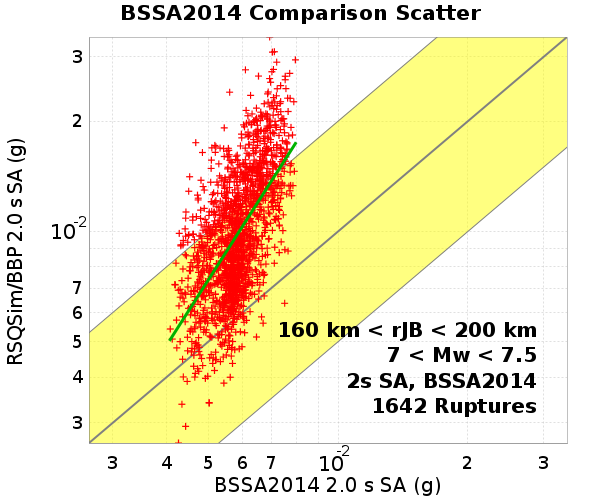 BSSA2014 Comparison Scatter
RSQSim/BBP 2.0 s SA (g)
3
2
10-2
7
6
5
4
3
160 km < rJB < 200 km
7 < Mw < 7.5
2s SA, BSSA2014
1642 Ruptures
3 4 5 6 7 10-2 2 3
BSSA2014 2.0 s SA (g)